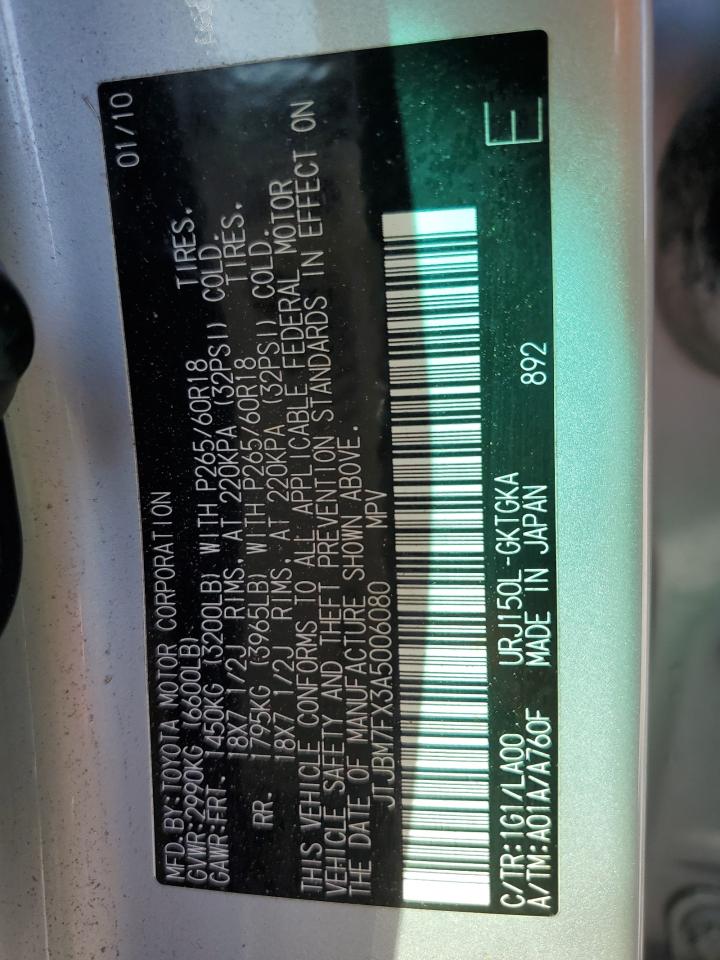 MFD. BY: TOYOTA MOTOR CORPORATION 01/10
GVWR: 2990KG (6600LB)
GAWR: FRT. 1450KG (3200LB) WITH P265/60R18 TIRES.
18X7 1/2J RIMS, AT 220KPA (32PSI) COLD.
RR. 1795KG (3965LB) WITH P265/60R18 TIRES.
18X7 1/2J RIMS, AT 220KPA (32PSI) COLD.
THIS VEHICLE CONFORMS TO ALL APPLICABLE FEDERAL MOTOR
VEHICLE SAFETY AND THEFT PREVENTION STANDARDS IN EFFECT ON
THE DATE OF MANUFACTURE SHOWN ABOVE.
JTJBM7FX3A5006080 MPV
C/TR: 1G1/LA00 URJ150L-GKTGKA 892
A/TM: A01A/A760F MADE IN JAPAN
E